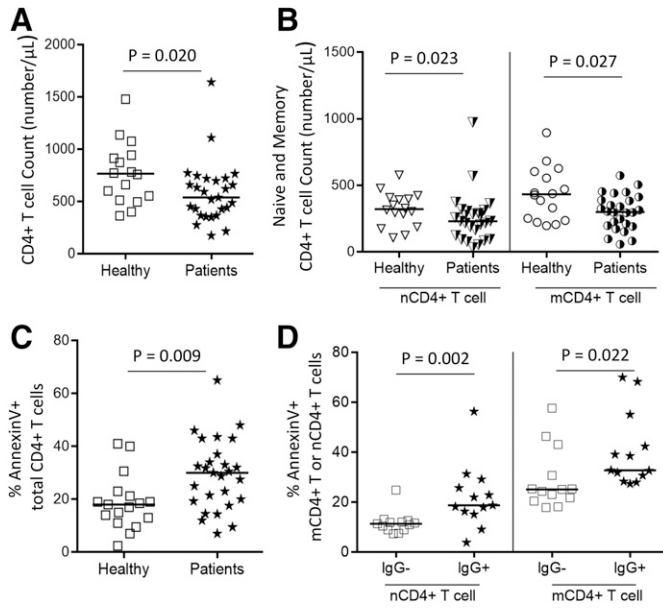 A
CD4+ T cell Count (number/µL)
2000
1500
1000
500
0
P = 0.020
Healthy
Patients
B
Naive and Memory
CD4+ T cell Count (number/µL)
1500
1000
500
0
P = 0.023
P = 0.027
Healthy
Patients
Healthy
Patients
nCD4+ T cell
mCD4+ T cell
C
% AnnexinV+
total CD4+ T cells
80
60
40
20
0
P = 0.009
Healthy
Patients
D
% AnnexinV+
mCD4+ T or nCD4+ T cells
80
60
40
20
0
P = 0.002
P = 0.022
IgG-
IgG+
IgG-
IgG+
nCD4+ T cell
mCD4+ T cell